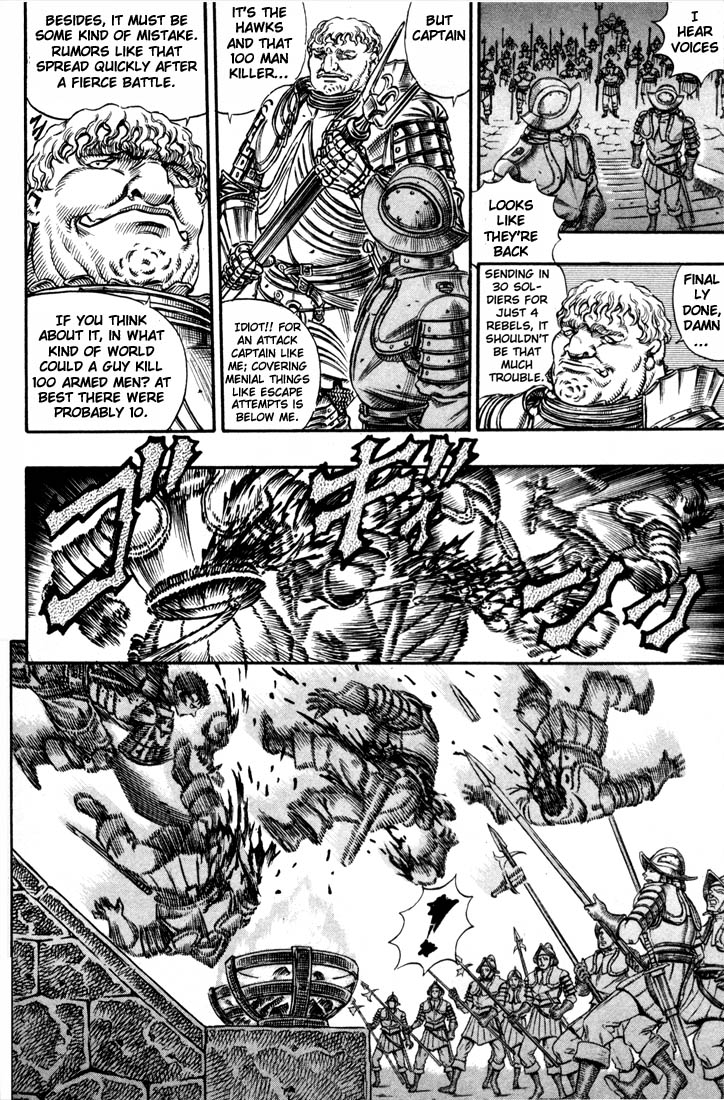 I
HEAR
VOICES
LOOKS
LIKE
THEY'RE
BACK
FINAL
LY
DONE,
DAMN
...
SENDING IN
30 SOL-
DIERS FOR
JUST 4
REBELS, IT
SHOULDN'T
BE THAT
MUCH
TROUBLE.
BUT
CAPTAIN
IT'S THE
HAWKS
AND THAT
100 MAN
KILLER...
IDIOT!! FOR
AN ATTACK
CAPTAIN LIKE
ME; COVERING
MENIAL THINGS
LIKE ESCAPE
ATTEMPTS IS
BELOW ME.
BESIDES, IT MUST BE
SOME KIND OF MISTAKE.
RUMORS LIKE THAT
SPREAD QUICKLY AFTER
A FIERCE BATTLE.
IF YOU THINK
ABOUT IT, IN WHAT
KIND OF WORLD
COULD A GUY KILL
100 ARMED MEN? AT
BEST THERE WERE
PROBABLY 10.
ゴギィンッ
!